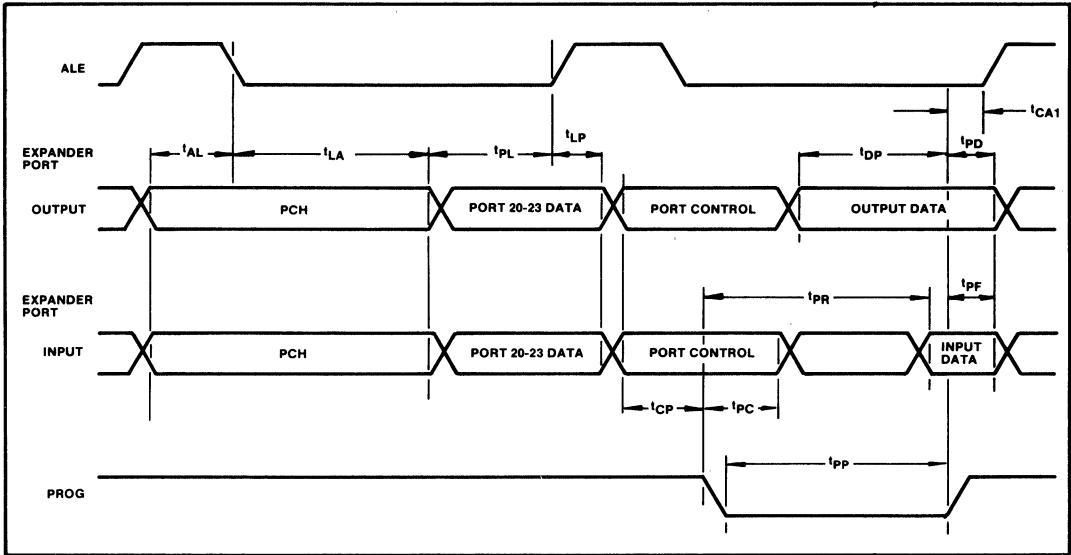 ALE
tCA1
EXPANDER
PORT
tAL
tLA
tPL
tLP
tDP
tPD
OUTPUT
PCH
PORT 20-23 DATA
PORT CONTROL
OUTPUT DATA
EXPANDER
PORT
tPR
tPF
INPUT
PCH
PORT 20-23 DATA
PORT CONTROL
INPUT
DATA
tCP
tPC
tPP
PROG